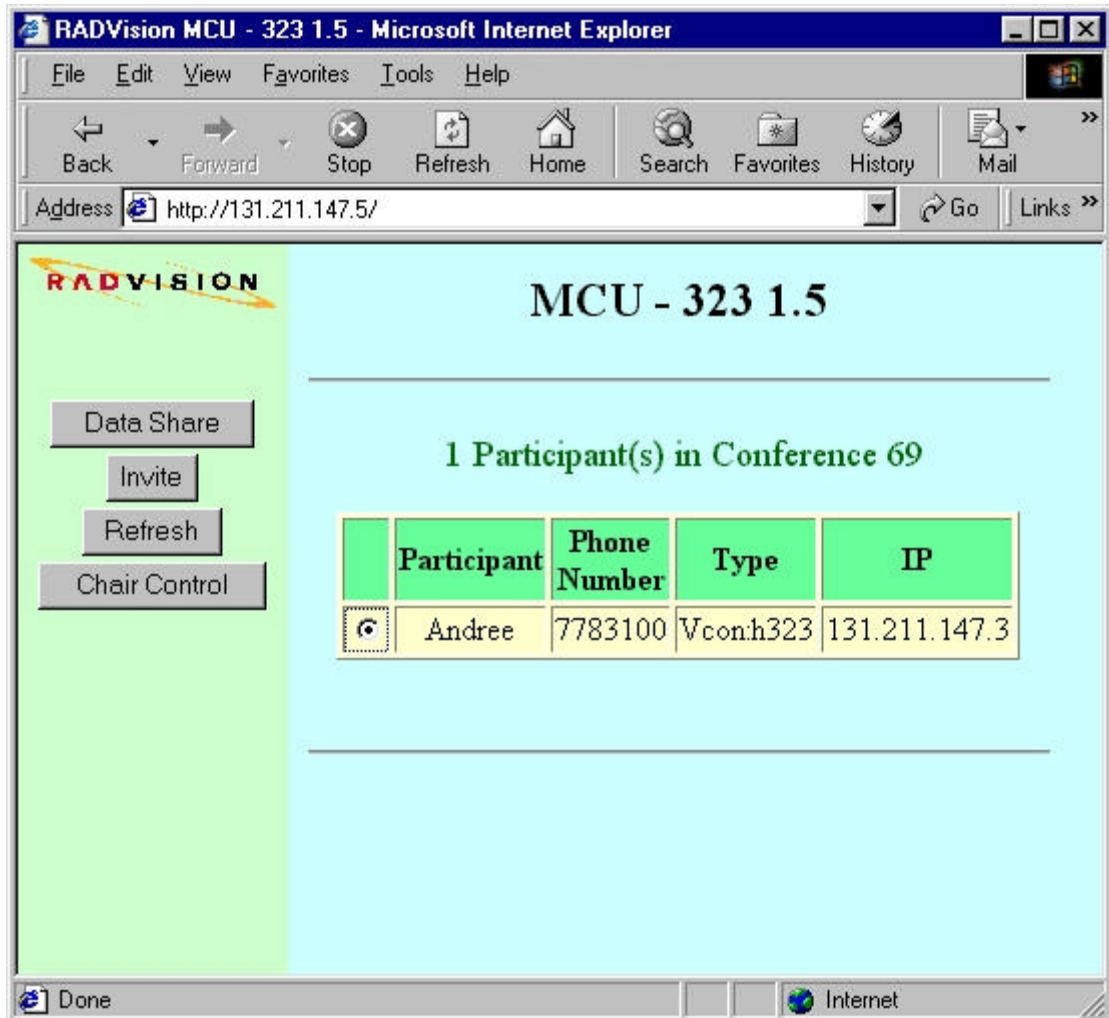 RADVision MCU - 323 1.5 - Microsoft Internet Explorer
File Edit View Favorites Tools Help
Back Forward Stop Refresh Home Search Favorites History Mail »
Address http://131.211.147.5/ Go Links »
RADVISION
MCU - 323 1.5
Data Share
Invite
Refresh
Chair Control
1 Participant(s) in Conference 69
Participant Phone Number Type IP
Andree 7783100 Vcon:h323 131.211.147.3
Done Internet